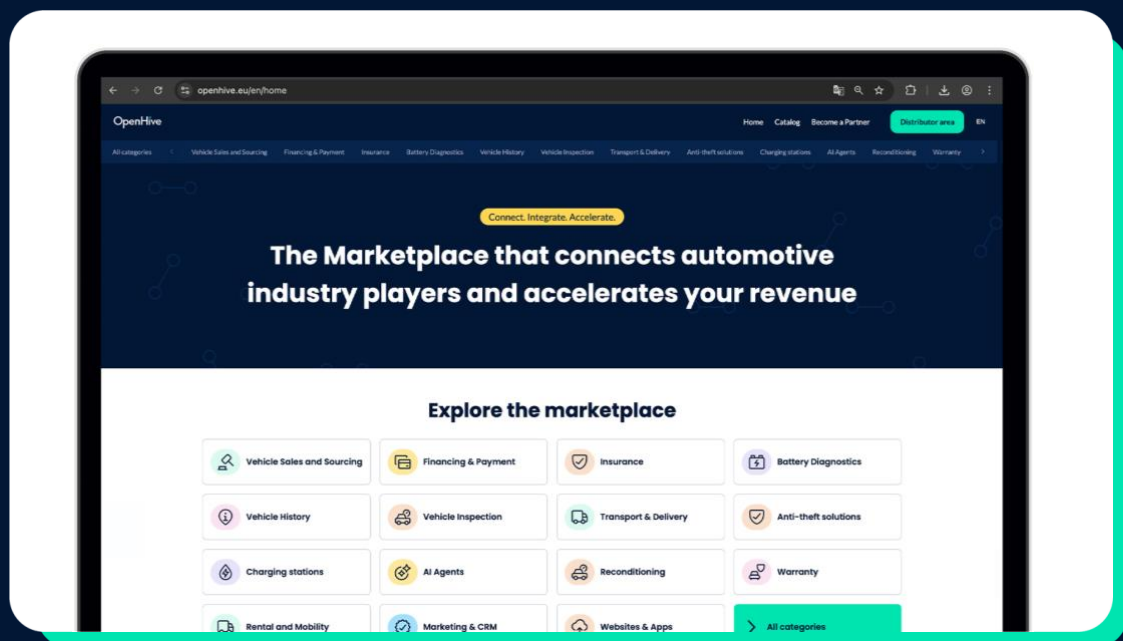 openhive.eu/en/home
OpenHive
Home Catalog Become a Partner Distributor area EN
All categories Vehicle Sales and Sourcing Financing & Payment Insurance Battery Diagnostics Vehicle History Vehicle Inspection Transport & Delivery Anti-theft solutions Charging stations AI Agents Reconditioning Warranty
Connect. Integrate. Accelerate.
The Marketplace that connects automotive
industry players and accelerates your revenue
Explore the marketplace
Vehicle Sales and Sourcing Financing & Payment Insurance Battery Diagnostics
Vehicle History Vehicle Inspection Transport & Delivery Anti-theft solutions
Charging stations AI Agents Reconditioning Warranty
Rental and Mobility Marketing & CRM Websites & Apps All categories